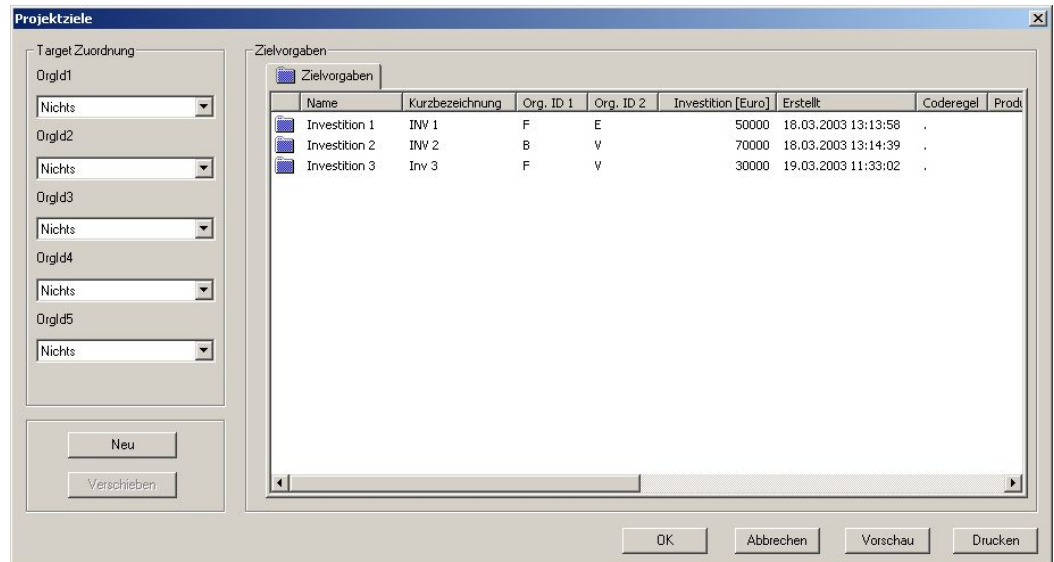 Projektziele
Target Zuordnung
OrgId1
Nichts
OrgId2
Nichts
OrgId3
Nichts
OrgId4
Nichts
OrgId5
Nichts
Neu
Verschieben
Zielvorgaben
Zielvorgaben
Name Kurzbezeichnung Org. ID 1 Org. ID 2 Investition [Euro] Erstellt Coderegel Produ
Investition 1 INV 1 F E 50000 18.03.2003 13:13:58 .
Investition 2 INV 2 B V 70000 18.03.2003 13:14:39 .
Investition 3 Inv 3 F V 30000 19.03.2003 11:33:02 .
OK Abbrechen Vorschau Drucken